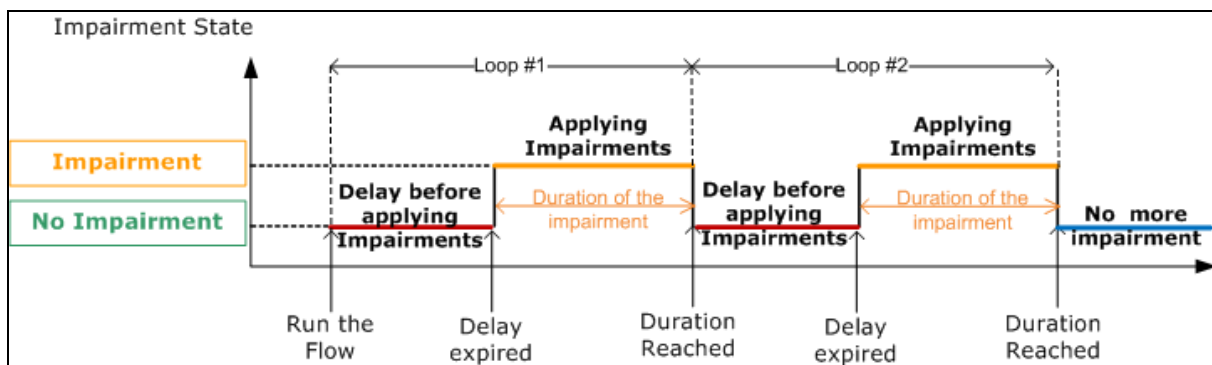 Impairment State
Loop #1
Loop #2
Applying
Impairments
Applying
Impairments
Impairment
Delay before
applying
Impairments
Duration of the
impairment
Delay before
applying
Impairments
Duration of the
impairment
No Impairment
No more
impairment
Run the
Flow
Delay
expired
Duration
Reached
Delay
expired
Duration
Reached